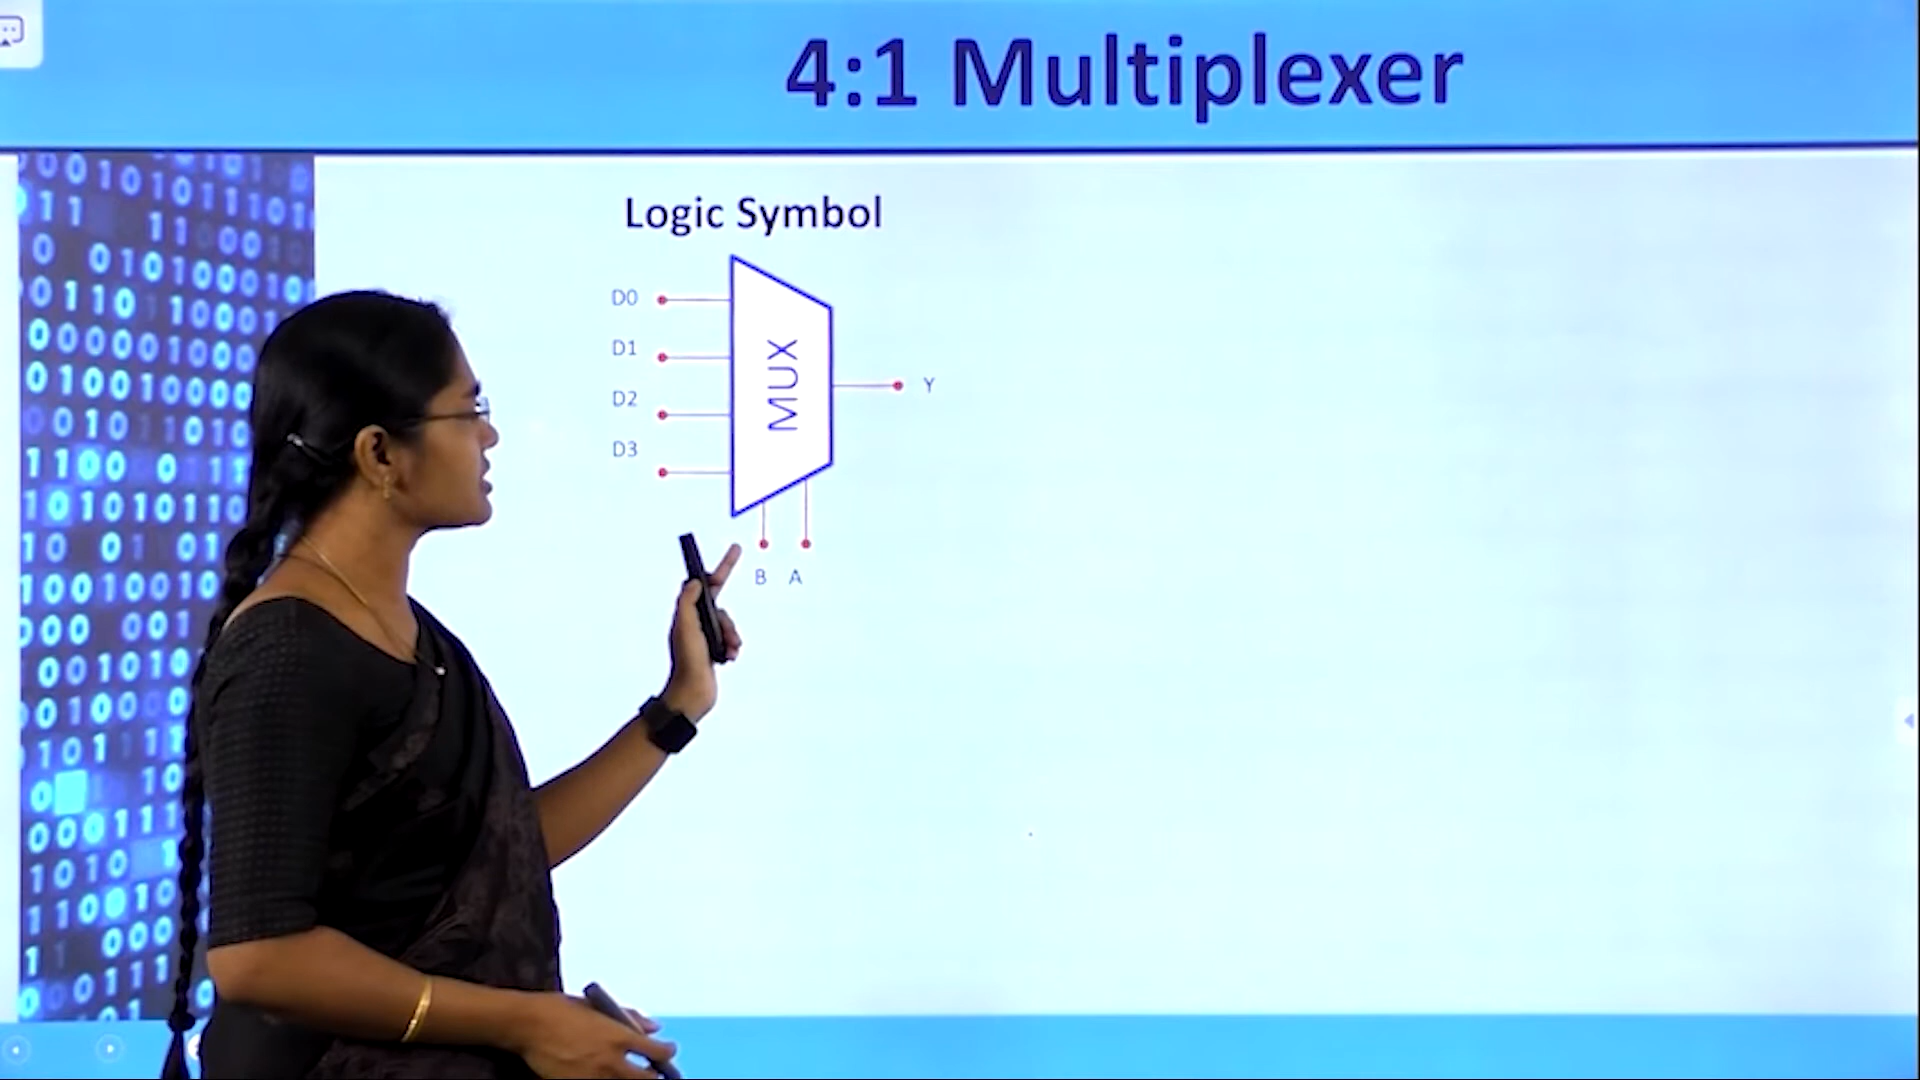 4:1 Multiplexer
Logic Symbol
D0
D1
D2
D3
MUX
Y
B A